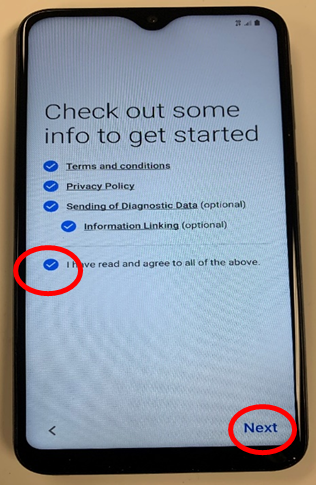 Check out some
info to get started
Terms and conditions
Privacy Policy
Sending of Diagnostic Data (optional)
Information Linking (optional)
I have read and agree to all of the above.
Next